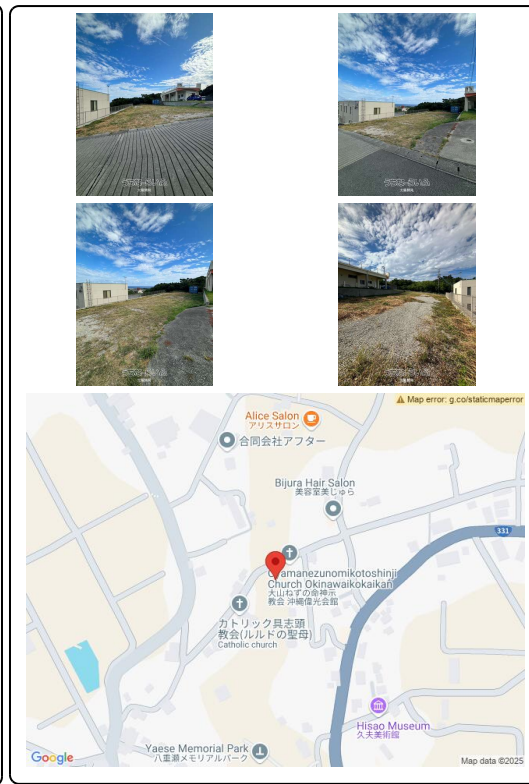 Map error: g.co/staticmaperror
Alice Salon
アリスサロン
合同会社アフター
Bijura Hair Salon
美容室美じゅら
331
Oyamanezunomikotoshinji
Church Okinawaikokaikan
大山ねずの命神示
教会 沖縄偉光会館
カトリック具志頭
教会(ルルドの聖母)
Catholic church
Hisao Museum
久夫美術館
Yaese Memorial Park
八重瀬メモリアルパーク
Google
Map data ©2025